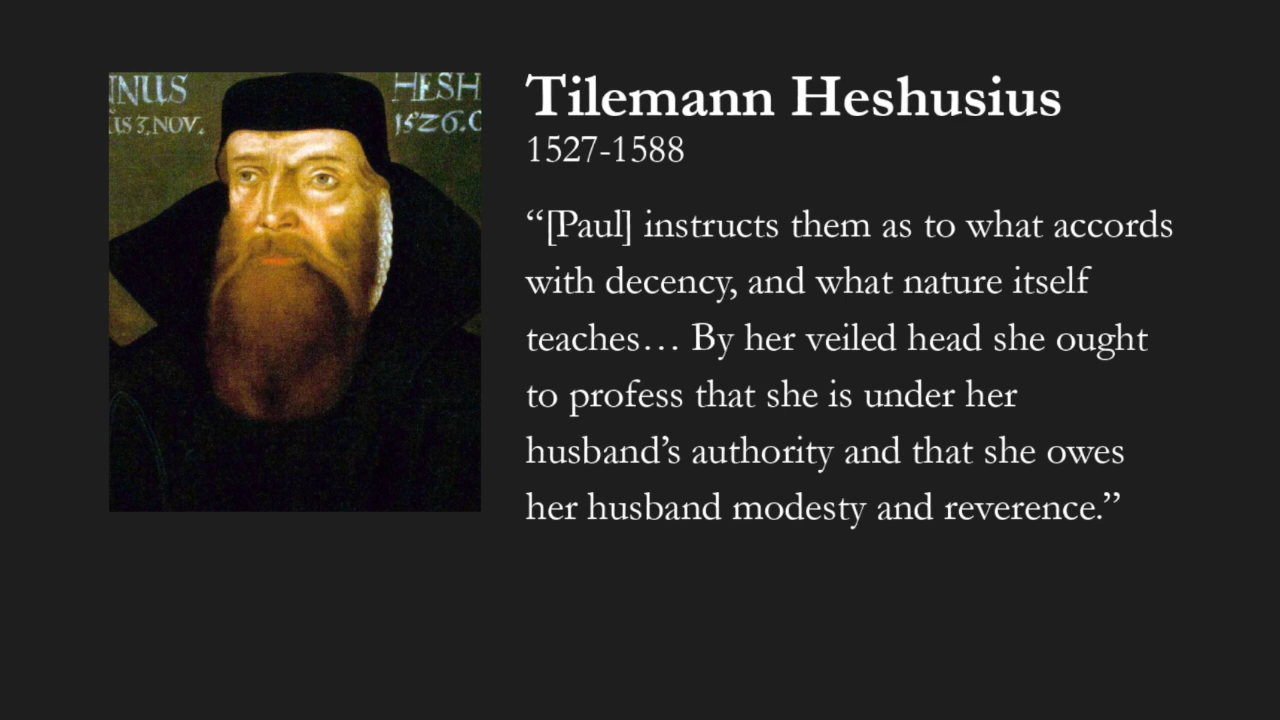 INNUS HESH
IS 3. NOV. 1526. O
Tilemann Heshusius
1527-1588
“[Paul] instructs them as to what accords
with decency, and what nature itself
teaches… By her veiled head she ought
to profess that she is under her
husband’s authority and that she owes
her husband modesty and reverence.”